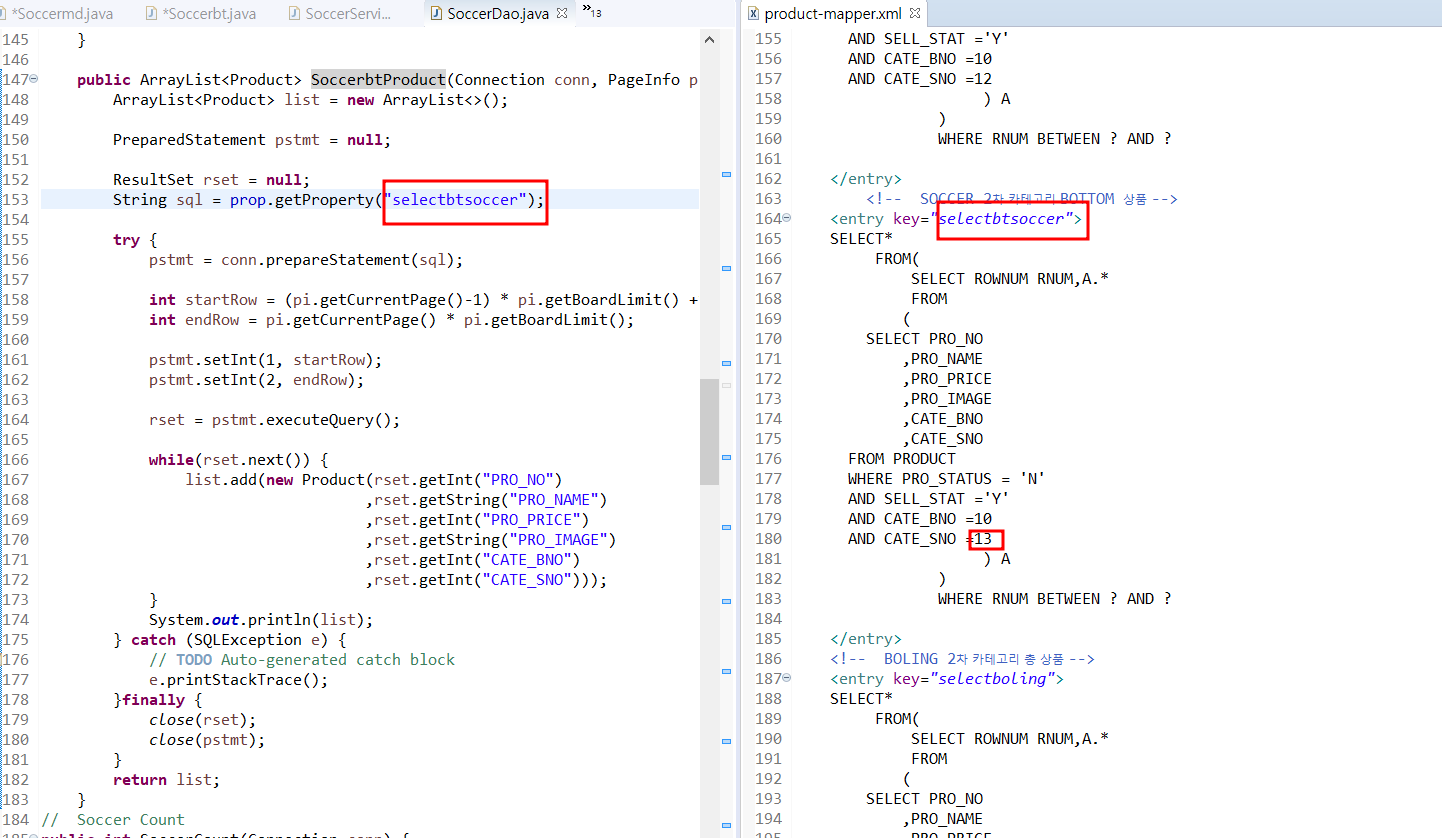 *Soccermd.java
*Soccerbt.java
SoccerServi...
SoccerDao.java
»13
145 }
146
147 public ArrayList<Product> SoccerbtProduct(Connection conn, PageInfo p
148 ArrayList<Product> list = new ArrayList<>();
149
150 PreparedStatement pstmt = null;
151
152 ResultSet rset = null;
153 String sql = prop.getProperty("selectbtsoccer");
154
155 try {
156 pstmt = conn.prepareStatement(sql);
157
158 int startRow = (pi.getCurrentPage()-1) * pi.getBoardLimit() +
159 int endRow = pi.getCurrentPage() * pi.getBoardLimit();
160
161 pstmt.setInt(1, startRow);
162 pstmt.setInt(2, endRow);
163
164 rset = pstmt.executeQuery();
165
166 while(rset.next()) {
167 list.add(new Product(rset.getInt("PRO_NO")
168 ,rset.getString("PRO_NAME")
169 ,rset.getInt("PRO_PRICE")
170 ,rset.getString("PRO_IMAGE")
171 ,rset.getInt("CATE_BNO")
172 ,rset.getInt("CATE_SNO")));
173 }
174 System.out.println(list);
175 } catch (SQLException e) {
176 // TODO Auto-generated catch block
177 e.printStackTrace();
178 }finally {
179 close(rset);
180 close(pstmt);
181 }
182 return list;
183 }
184 // Soccer Count
185 public int SoccerCount(Connection conn) {
product-mapper.xml
155 AND SELL_STAT ='Y'
156 AND CATE_BNO =10
157 AND CATE_SNO =12
158 ) A
159 )
160 WHERE RNUM BETWEEN ? AND ?
161
162 </entry>
163 <!-- SOCCER 2차 카테고리 BOTTOM 상품 -->
164 <entry key="selectbtsoccer">
165 SELECT*
166 FROM(
167 SELECT ROWNUM RNUM,A.*
168 FROM
169 (
170 SELECT PRO_NO
171 ,PRO_NAME
172 ,PRO_PRICE
173 ,PRO_IMAGE
174 ,CATE_BNO
175 ,CATE_SNO
176 FROM PRODUCT
177 WHERE PRO_STATUS = 'N'
178 AND SELL_STAT ='Y'
179 AND CATE_BNO =10
180 AND CATE_SNO =13
181 ) A
182 )
183 WHERE RNUM BETWEEN ? AND ?
184
185 </entry>
186 <!-- BOLING 2차 카테고리 총 상품 -->
187 <entry key="selectboling">
188 SELECT*
189 FROM(
190 SELECT ROWNUM RNUM,A.*
191 FROM
192 (
193 SELECT PRO_NO
194 ,PRO_NAME
195 ,PRO_PRICE